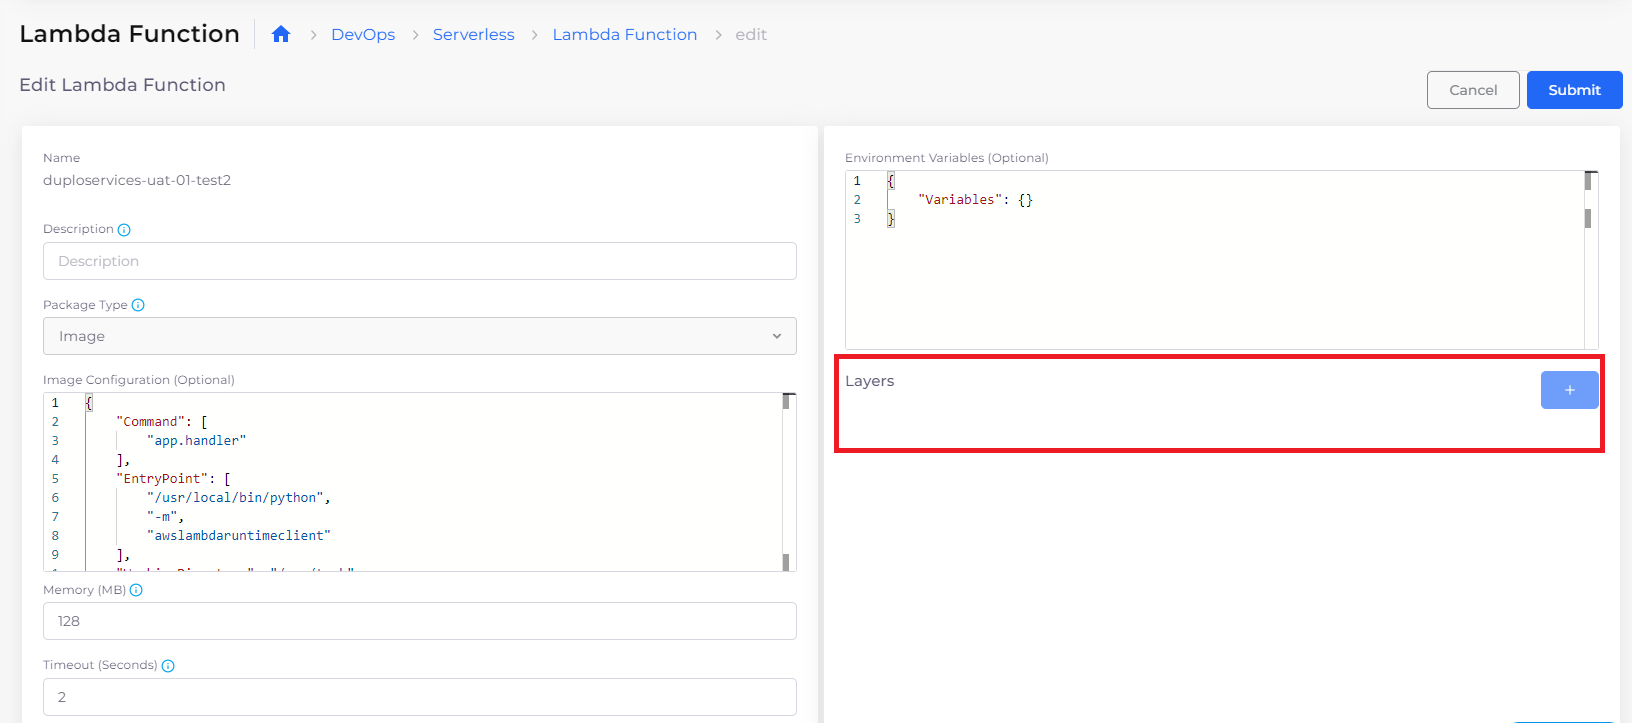 Lambda Function > DevOps > Serverless > Lambda Function > edit
Edit Lambda Function
Cancel
Submit
Name
duploservices-uat-01-test2
Description
Description
Package Type
Image
Image Configuration (Optional)
1 {
2 "Command": [
3 "app.handler"
4 ],
5 "EntryPoint": [
6 "/usr/local/bin/python",
7 "-m",
8 "awslambdaruntimeclient"
9 ],
Memory (MB)
128
Timeout (Seconds)
2
Environment Variables (Optional)
1 {
2 "Variables": {}
3 }
Layers
+